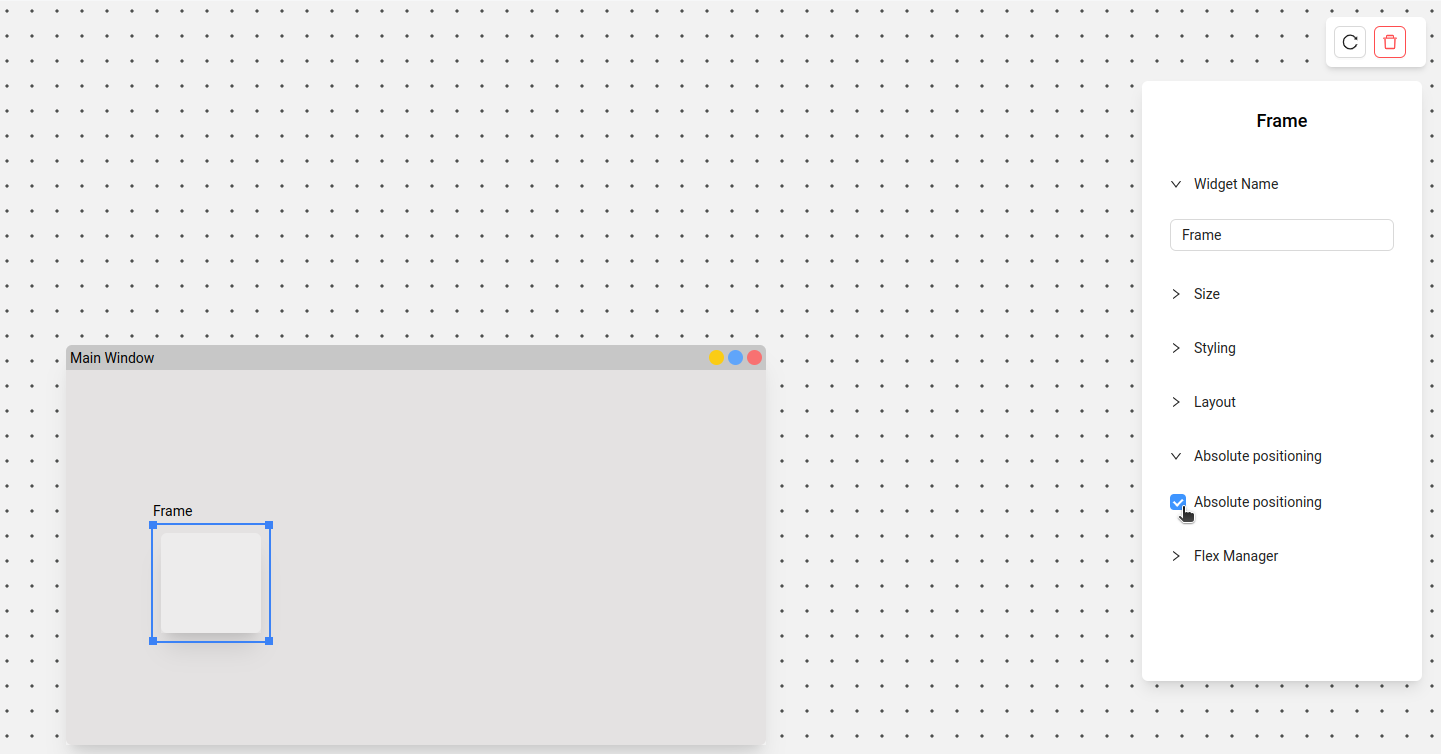 Frame
Widget Name
Frame
Size
Styling
Layout
Absolute positioning
Absolute positioning
Flex Manager
Main Window
Frame